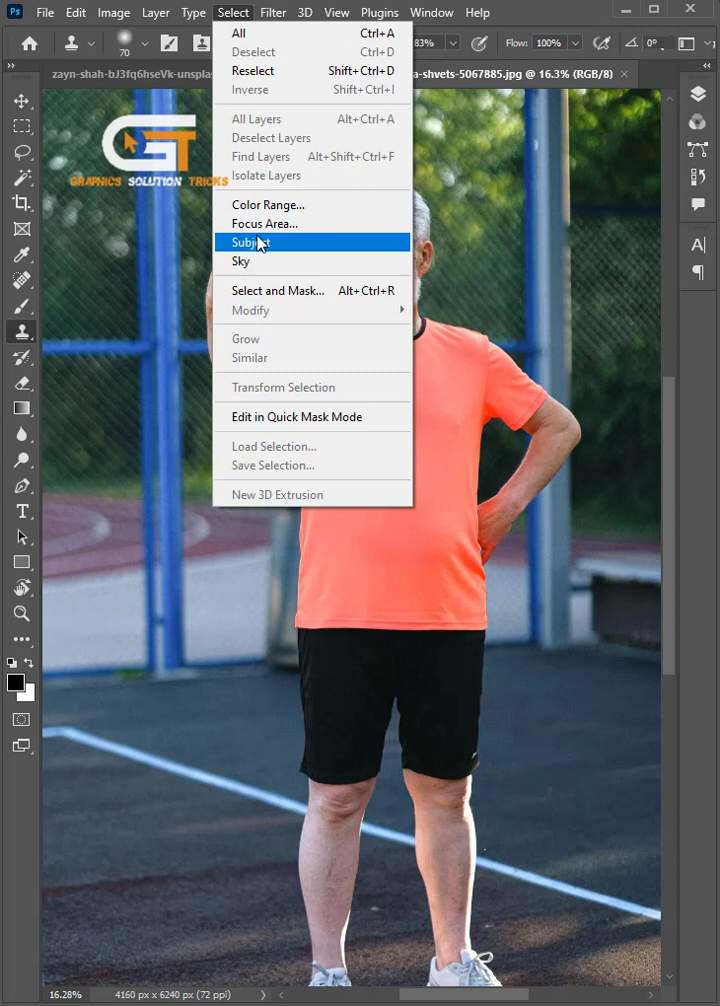 Ps File Edit Image Layer Type Select Filter 3D View Plugins Window Help
70 83% Flow: 100% 0°
zayn-shah-bJ3fq6hseVk-unspla a-shvets-5067885.jpg @ 16.3% (RGB/8)
All Ctrl+A
Deselect Ctrl+D
Reselect Shift+Ctrl+D
Inverse Shift+Ctrl+I
All Layers Alt+Ctrl+A
Deselect Layers
Find Layers Alt+Shift+Ctrl+F
Isolate Layers
Color Range...
Focus Area...
Subject
Sky
Select and Mask... Alt+Ctrl+R
Modify
Grow
Similar
Transform Selection
Edit in Quick Mask Mode
Load Selection...
Save Selection...
New 3D Extrusion
GT
GRAPHICS SOLUTION TRICKS
16.28% 4160 px x 6240 px (72 ppi)